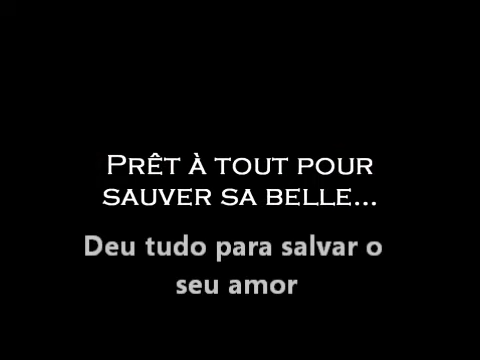 Prêt à tout pour
sauver sa belle...
Deu tudo para salvar o
seu amor